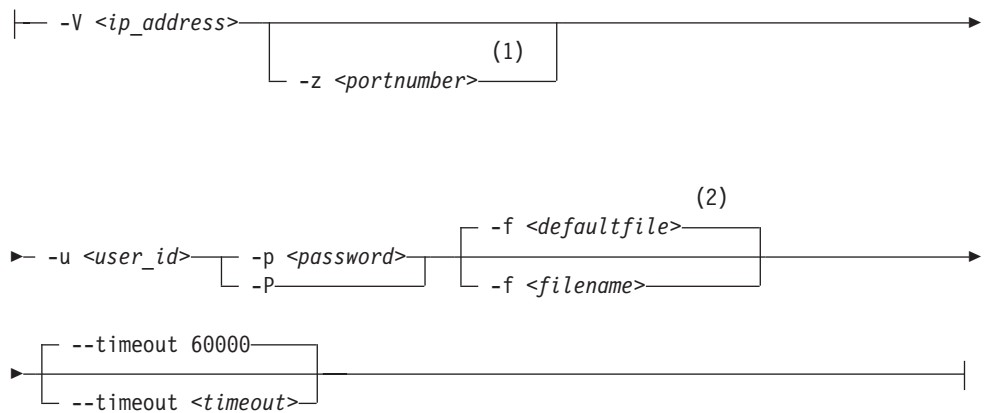 -V <ip_address>
(1)
-z <portnumber>
(2)
-f <defaultfile>
-u <user_id> -p <password>
-P -f <filename>
--timeout 60000
--timeout <timeout>